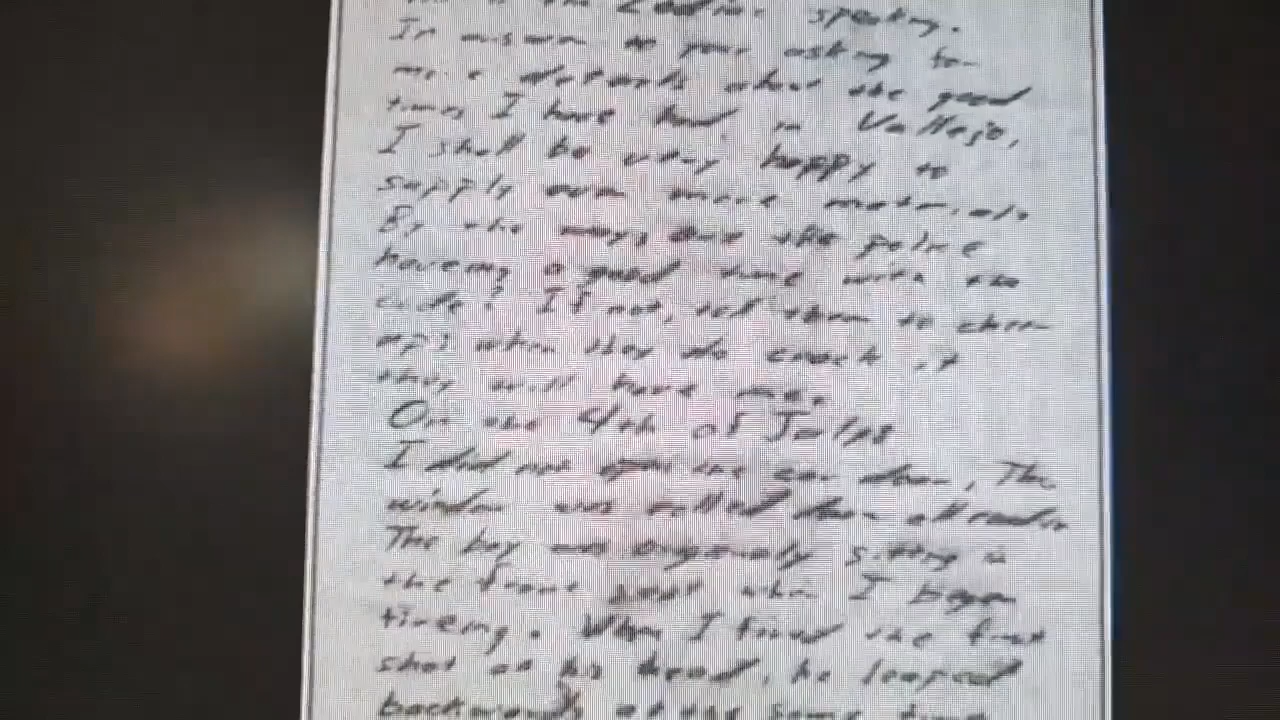 the Zodiac speaking.
In answer to your asking for
more details about the good
times I have had in Vallejo,
I shall be very happy to
supply even more material.
By the way, are the police
haveing a good time with the
code? If not, tell them to cheer
up; when they do crack it
they will have me.
On the 4th of July:
I did not open the car door, The
window was rolled down all ready.
The boy was origionaly sitting in
the front seat when I began
fireing. When I fired the first
shot at his head, he leaped
backwards at the same time